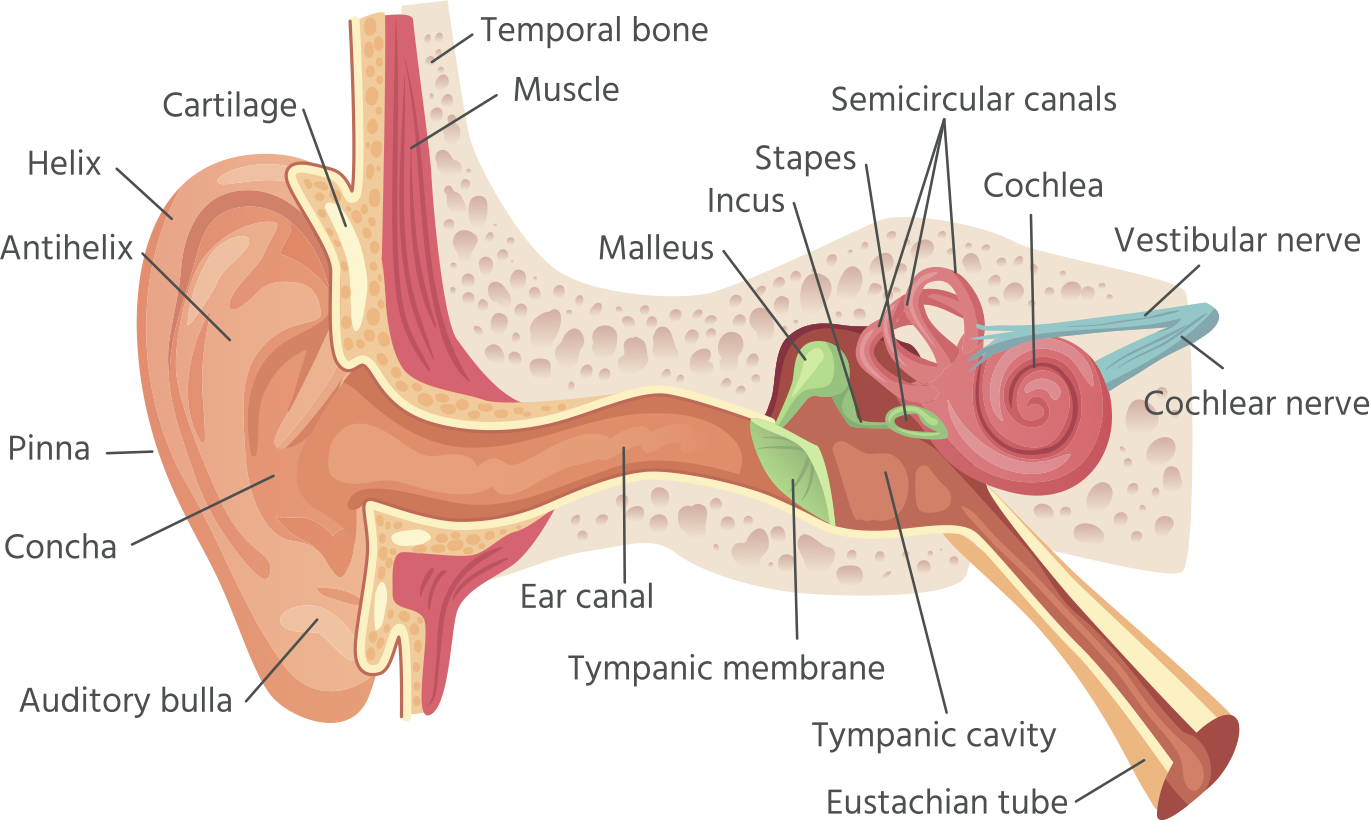 Temporal bone
Muscle
Cartilage
Semicircular canals
Stapes
Helix
Cochlea
Incus
Antihelix
Malleus
Vestibular nerve
Cochlear nerve
Pinna
Concha
Ear canal
Tympanic membrane
Auditory bulla
Tympanic cavity
Eustachian tube